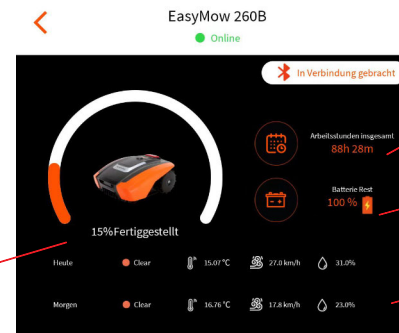 EasyMow 260B
Online
In Verbindung gebracht
Arbeitsstunden insgesamt
88h 28m
Batterie Rest
100 %
15%Fertiggestellt
Heute Clear 15.07 °C 27.0 km/h 31.0%
Morgen Clear 16.76 °C 17.8 km/h 23.0%